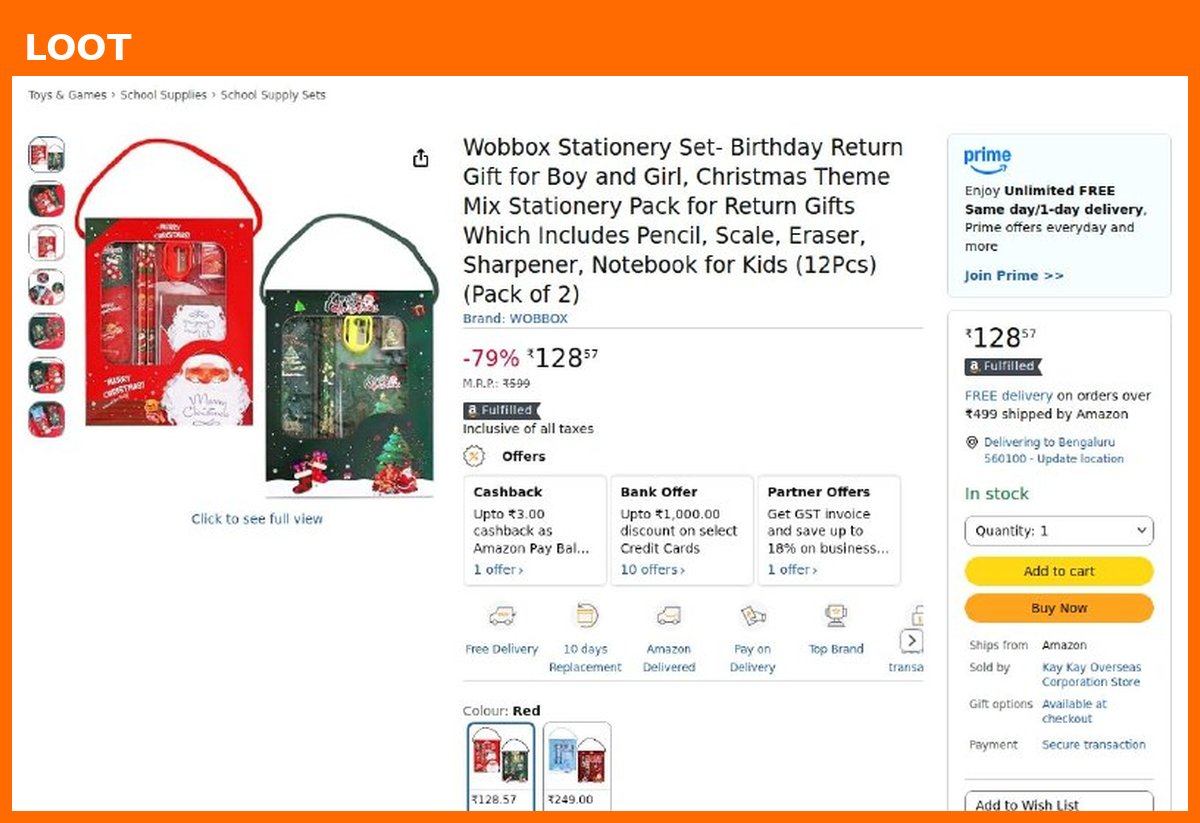 LOOT
Toys & Games › School Supplies › School Supply Sets
Wobbox Stationery Set- Birthday Return
Gift for Boy and Girl, Christmas Theme
Mix Stationery Pack for Return Gifts
Which Includes Pencil, Scale, Eraser,
Sharpener, Notebook for Kids (12Pcs)
(Pack of 2)
Brand: WOBBOX
-79% ₹128 57
M.R.P.: ₹599
a Fulfilled
Inclusive of all taxes
Offers
Cashback
Upto ₹3.00
cashback as
Amazon Pay Bal...
1 offer ›
Bank Offer
Upto ₹1,000.00
discount on select
Credit Cards
10 offers ›
Partner Offers
Get GST invoice
and save up to
18% on business...
1 offer ›
Free Delivery
10 days
Replacement
Amazon
Delivered
Pay on
Delivery
Top Brand
transa
Colour: Red
₹128.57
₹249.00
MERRY
CHRISTMAS!
MERRY
CHRISTMAS!
Merry
Christmas
Merry
Christmas
Click to see full view
prime
Enjoy Unlimited FREE
Same day/1-day delivery,
Prime offers everyday and
more
Join Prime >>
₹128 57
a Fulfilled
FREE delivery on orders over
₹499 shipped by Amazon
Delivering to Bengaluru
560100 - Update location
In stock
Quantity: 1
Add to cart
Buy Now
Ships from Amazon
Sold by Kay Kay Overseas
Corporation Store
Gift options Available at
checkout
Payment Secure transaction
Add to Wish List